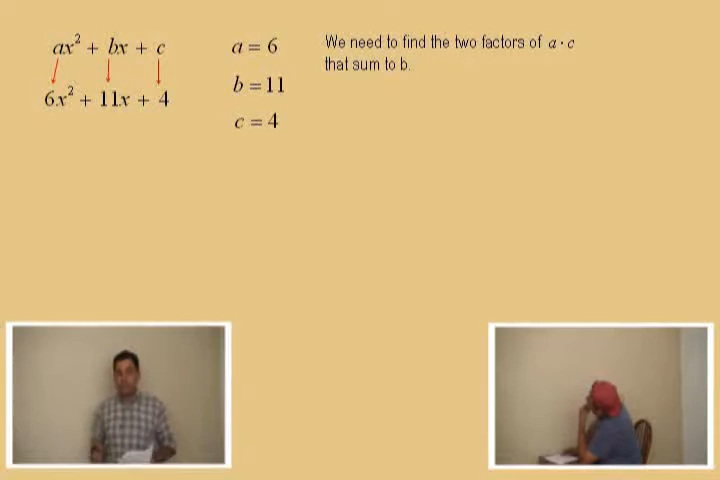 ax² + bx + c
6x² + 11x + 4
a = 6
b = 11
c = 4
We need to find the two factors of a · c
that sum to b.